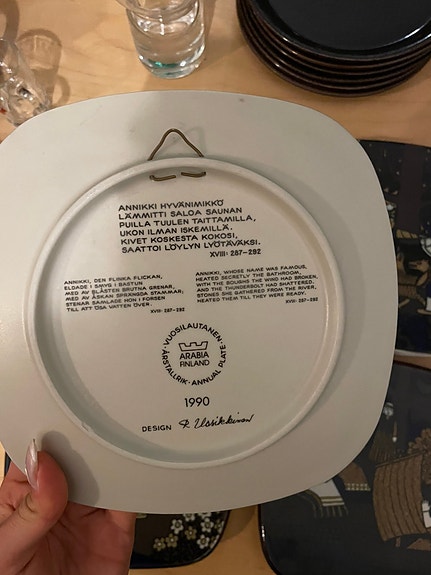 ANNIKKI HYVÄNIMIKKÖ
LÄMMITTI SALOA SAUNAN
PUILLA TUULEN TAITTAMILLA,
UKON ILMAN ISKEMILLÄ.
KIVET KOSKESTA KOKOSI,
SAATTOI LÖYLYN LYÖTÄVÄKSI.
XVIII: 287-292
ANNIKKI, DEN FLINKA FLICKAN,
ELDADE I SMYG I BASTUN
MED AV BLÅSTEN BRUTNA GRENAR,
MED AV ÅSKAN SPRÄNGDA STAMMAR;
STENAR SAMLADE HON I FORSEN
TILL ATT ÖSA VATTEN ÖVER.
XVIII: 287-292
ANNIKKI, WHOSE NAME WAS FAMOUS,
HEATED SECRETLY THE BATHROOM,
WITH THE BOUGHS THE WIND HAD BROKEN,
AND THE THUNDERBOLT HAD SHATTERED.
STONES SHE GATHERED FROM THE RIVER,
HEATED THEM TILL THEY WERE READY.
XVIII: 287-292
VUOSILAUTANEN · ANNUAL PLATE · ÅRSTALLRIK ·
ARABIA
FINLAND
1990
DESIGN R. Uosikkinen